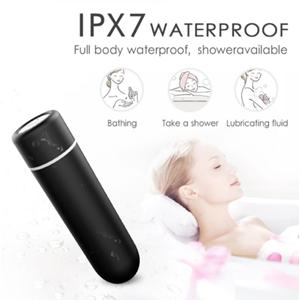 IPX7 WATERPROOF
Full body waterproof, showeravailable
Bathing
Take a shower
Lubricating fluid